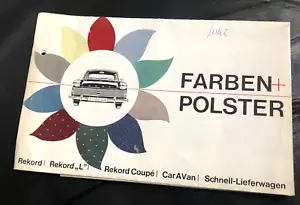 FARBEN+
POLSTER
Rekord | Rekord „L" | Rekord Coupé | CarAVan | Schnell-Lieferwagen